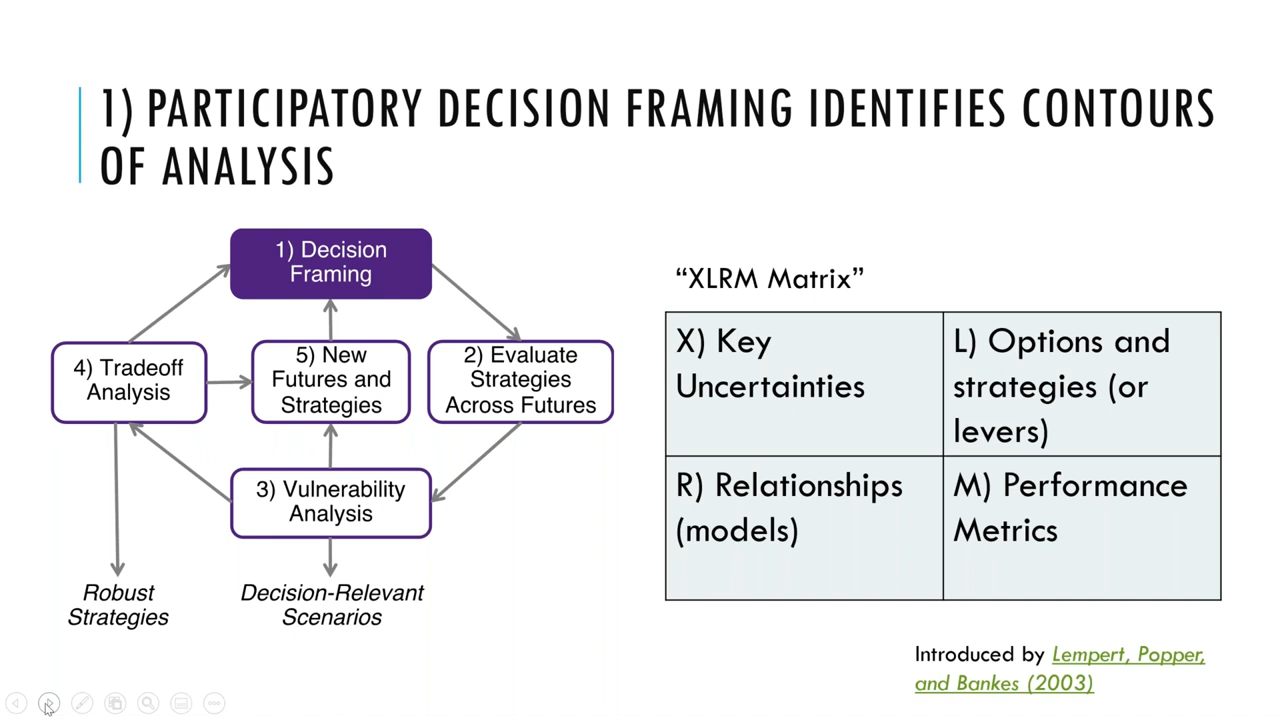 1) PARTICIPATORY DECISION FRAMING IDENTIFIES CONTOURS
OF ANALYSIS
1) Decision
Framing
4) Tradeoff
Analysis
5) New
Futures and
Strategies
2) Evaluate
Strategies
Across Futures
3) Vulnerability
Analysis
Robust
Strategies
Decision-Relevant
Scenarios
“XLRM Matrix”
X) Key
Uncertainties
L) Options and
strategies (or
levers)
R) Relationships
(models)
M) Performance
Metrics
Introduced by Lempert, Popper,
and Bankes (2003)